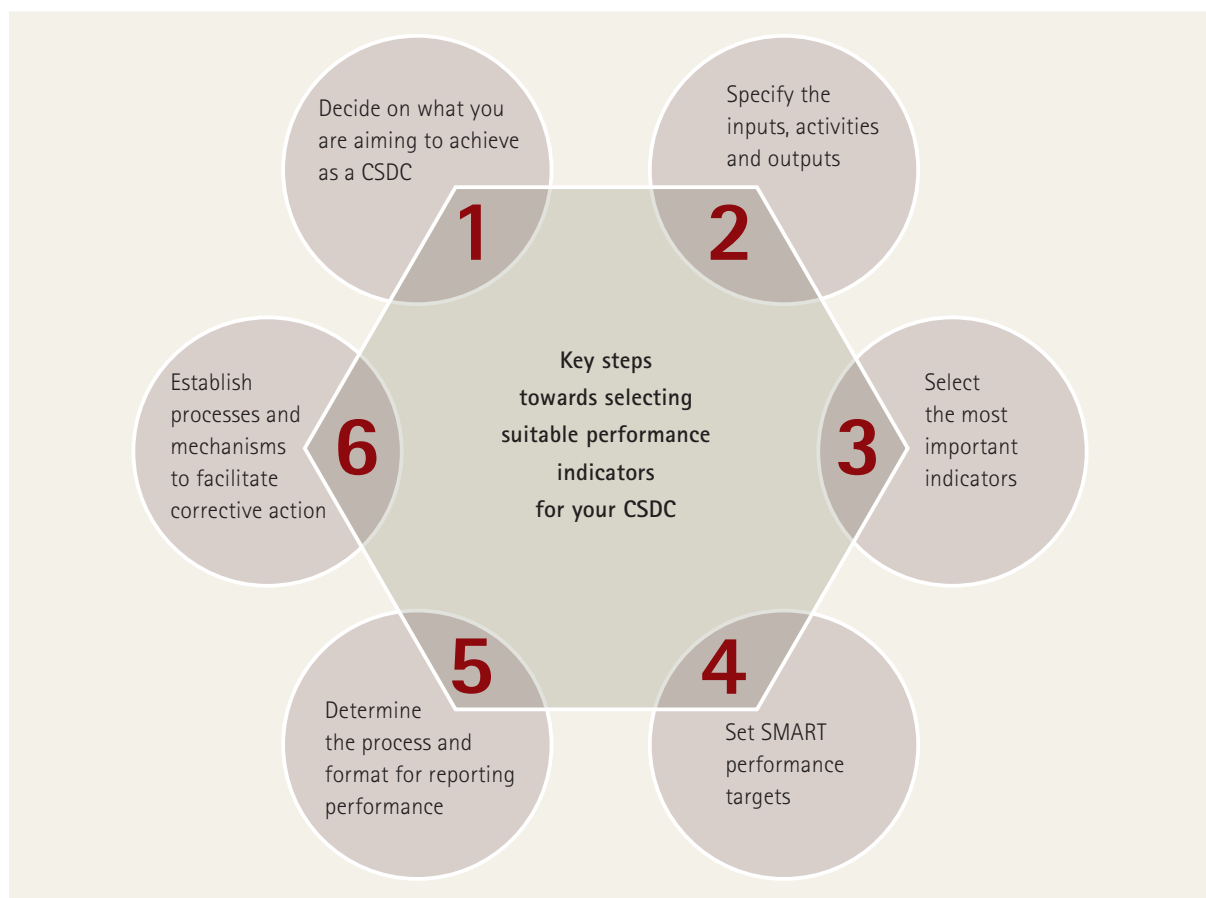 Key steps
towards selecting
suitable performance
indicators
for your CSDC
1
Decide on what you
are aiming to achieve
as a CSDC
2
Specify the
inputs, activities
and outputs
3
Select
the most
important
indicators
4
Set SMART
performance
targets
5
Determine
the process and
format for reporting
performance
6
Establish
processes and
mechanisms
to facilitate
corrective action